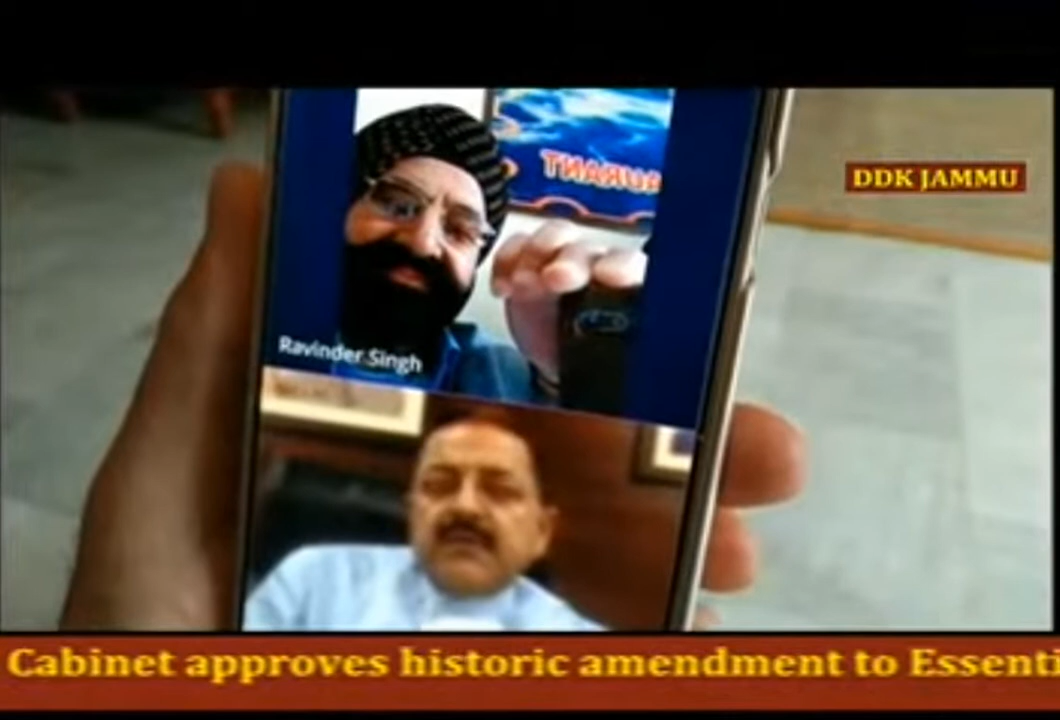 DDK JAMMU
Ravinder Singh
Cabinet approves historic amendment to Essenti